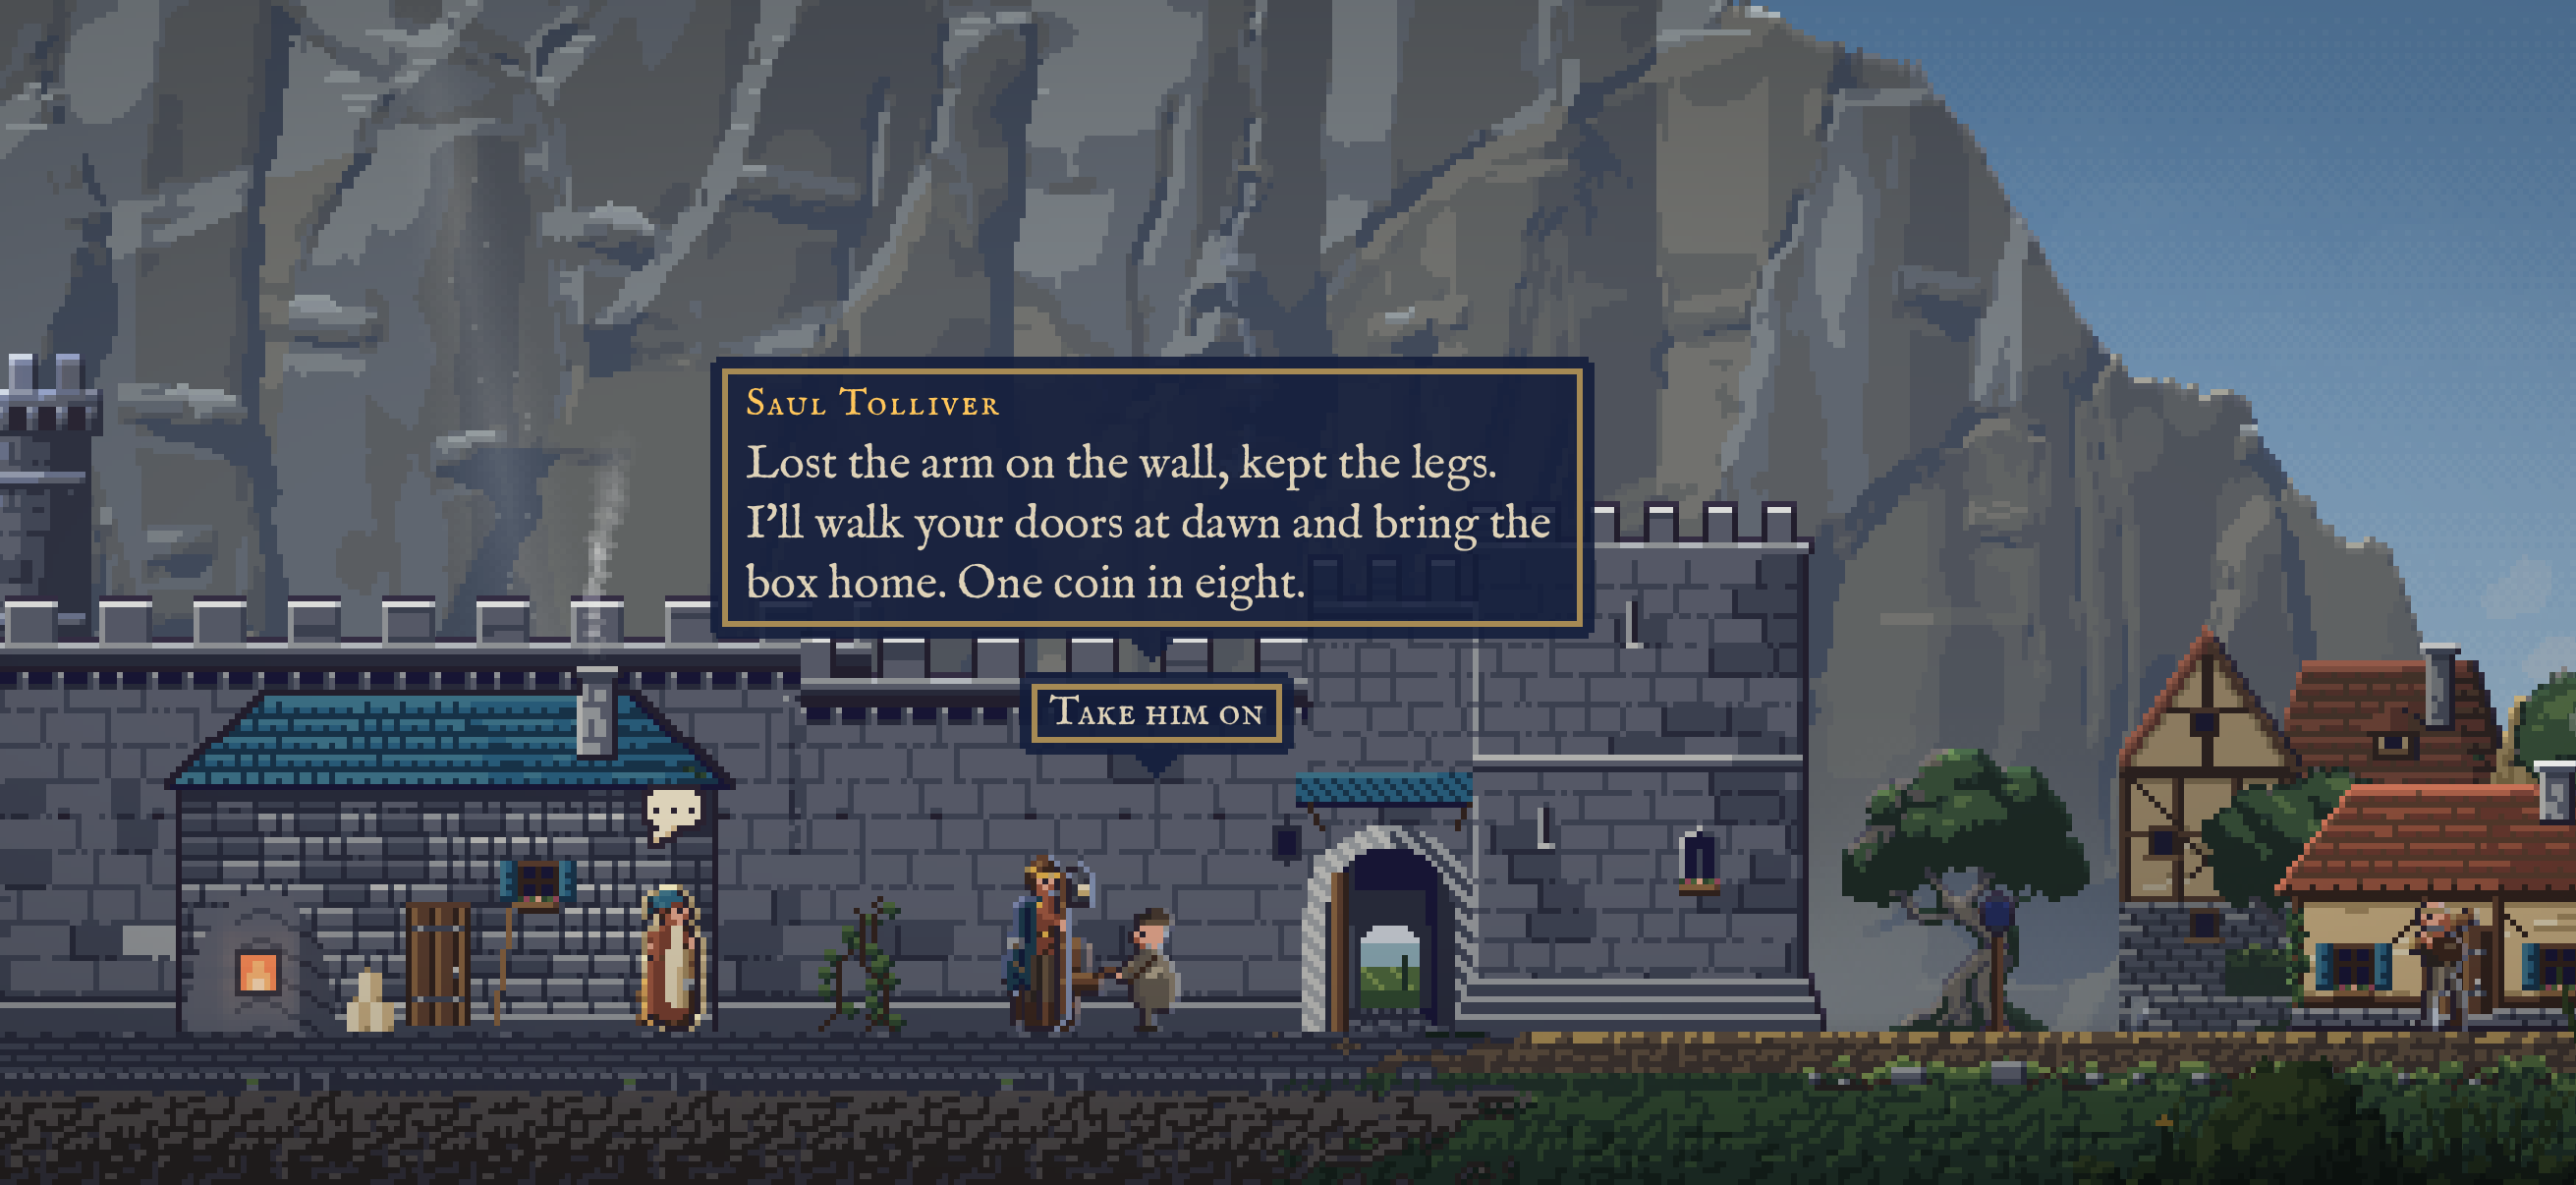 Saul Tolliver
Lost the arm on the wall, kept the legs.
I'll walk your doors at dawn and bring the
box home. One coin in eight.
Take him on